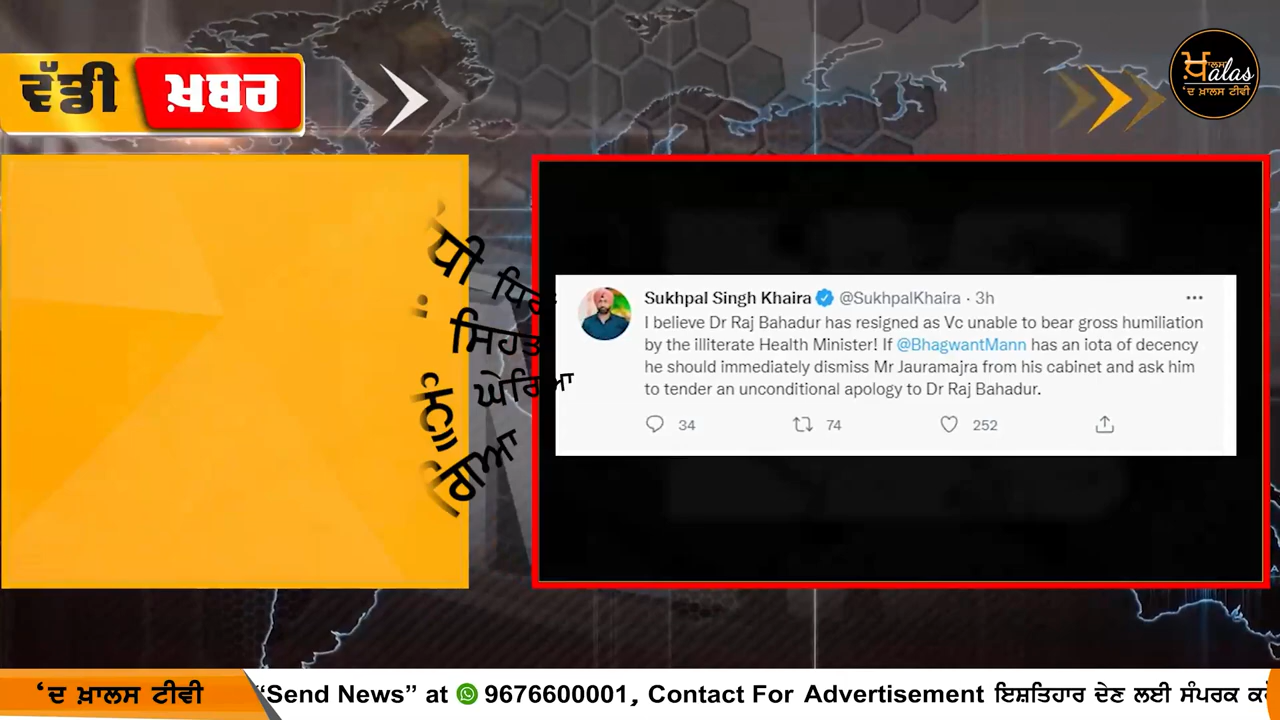 ਵੱਡੀ ਖ਼ਬਰ
ਖ਼ਾਲਸ
alas
‘ਦ ਖ਼ਾਲਸ ਟੀਵੀ
Sukhpal Singh Khaira @SukhpalKhaira · 3h
I believe Dr Raj Bahadur has resigned as Vc unable to bear gross humiliation
by the illiterate Health Minister! If @BhagwantMann has an iota of decency
he should immediately dismiss Mr Jauramajra from his cabinet and ask him
to tender an unconditional apology to Dr Raj Bahadur.
34 74 252
ਘੇਰਿਆ
‘ਦ ਖ਼ਾਲਸ ਟੀਵੀ “Send News” at 9676600001, Contact For Advertisement ਇਸ਼ਤਿਹਾਰ ਦੇਣ ਲਈ ਸੰਪਰਕ